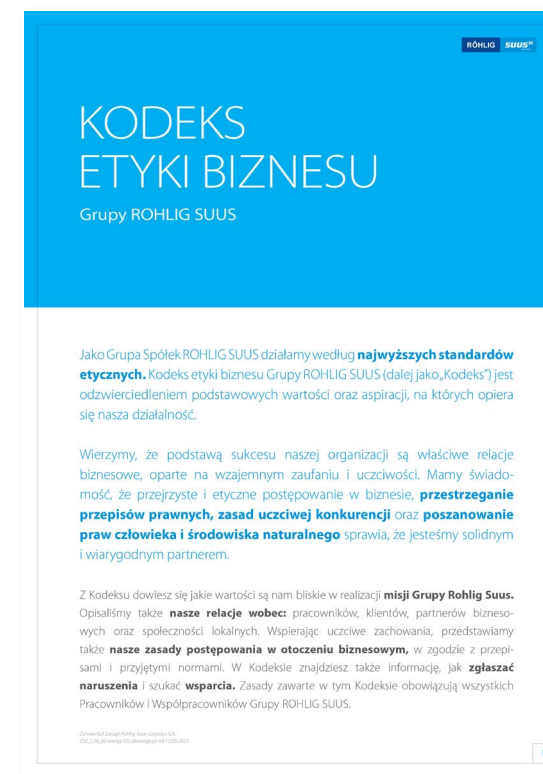 RÖHLIG SUUS
KODEKS
ETYKI BIZNESU
Grupy ROHLIG SUUS
Jako Grupa Spółek ROHLIG SUUS działamy według najwyższych standardów
etycznych. Kodeks etyki biznesu Grupy ROHLIG SUUS (dalej jako „Kodeks”) jest
odzwierciedleniem podstawowych wartości oraz aspiracji, na których opiera
się nasza działalność.
Wierzymy, że podstawą sukcesu naszej organizacji są właściwe relacje
biznesowe, oparte na wzajemnym zaufaniu i uczciwości. Mamy świado-
mość, że przejrzyste i etyczne postępowanie w biznesie, przestrzeganie
przepisów prawnych, zasad uczciwej konkurencji oraz poszanowanie
praw człowieka i środowiska naturalnego sprawia, że jesteśmy solidnym
i wiarygodnym partnerem.
Z Kodeksu dowiesz się jakie wartości są nam bliskie w realizacji misji Grupy Rohlig Suus.
Opisaliśmy także nasze relacje wobec: pracowników, klientów, partnerów bizneso-
wych oraz społeczności lokalnych. Wspierając uczciwe zachowania, przedstawiamy
także nasze zasady postępowania w otoczeniu biznesowym, w zgodzie z przepi-
sami i przyjętymi normami. W Kodeksie znajdziesz także informację, jak zgłaszać
naruszenia i szukać wsparcia. Zasady zawarte w tym Kodeksie obowiązują wszystkich
Pracowników i Współpracowników Grupy ROHLIG SUUS.
Zatwierdził Zarząd Rohlig Suus Logistics S.A.